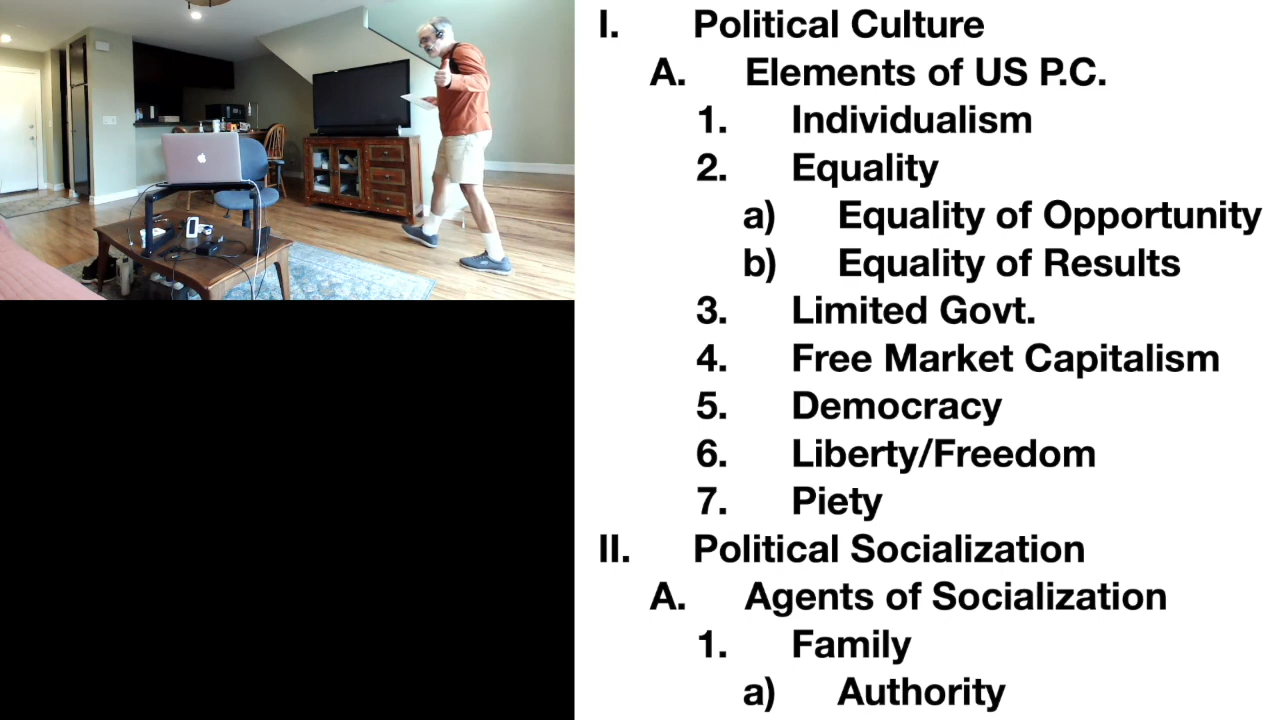 I. Political Culture
A. Elements of US P.C.
1. Individualism
2. Equality
a) Equality of Opportunity
b) Equality of Results
3. Limited Govt.
4. Free Market Capitalism
5. Democracy
6. Liberty/Freedom
7. Piety
II. Political Socialization
A. Agents of Socialization
1. Family
a) Authority